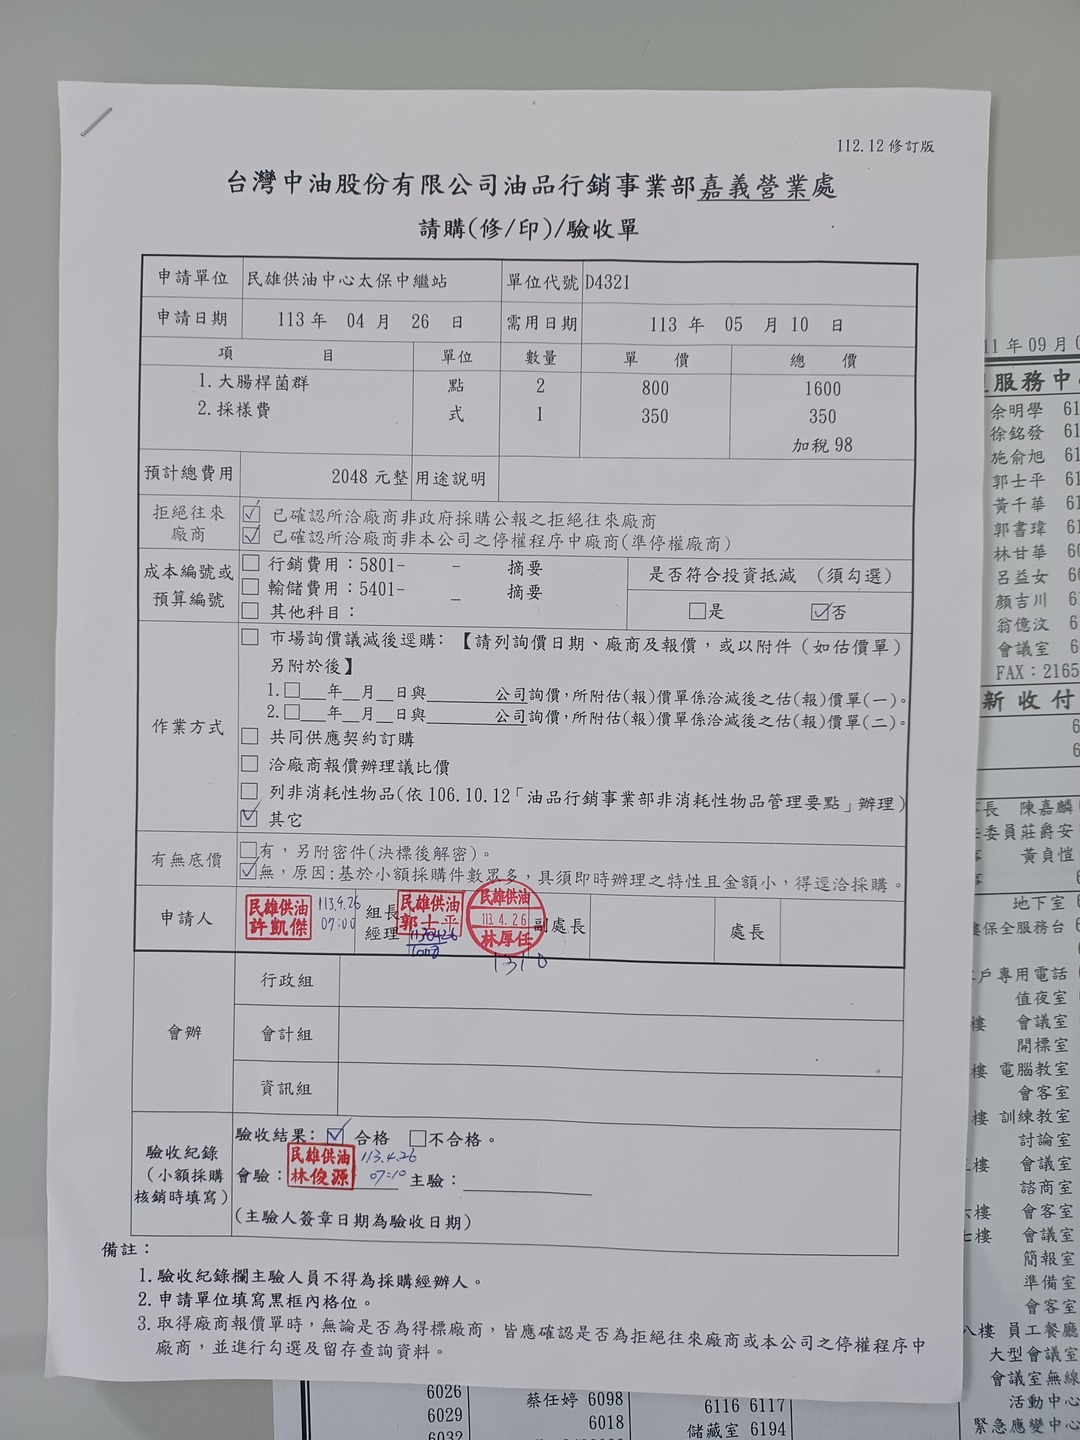 112.12修訂版
台灣中油股份有限公司油品行銷事業部嘉義營業處
請購(修/印)/驗收單
申請單位 民雄供油中心太保中繼站 單位代號 D4321
申請日期 113 年 04 月 26 日 需用日期 113 年 05 月 10 日
項 目 單位 數量 單 價 總 價
1.大腸桿菌群 點 2 800 1600
2.採樣費 式 1 350 350
加稅 98
預計總費用 2048 元整 用途說明
拒絕往來廠商
☑ 已確認所洽廠商非政府採購公報之拒絕往來廠商
☑ 已確認所洽廠商非本公司之停權程序中廠商(準停權廠商)
成本編號或預算編號
□ 行銷費用：5801- - 摘要
□ 輸儲費用：5401- - 摘要
□ 其他科目：
是否符合投資抵減 (須勾選)
□是 ☑否
作業方式
□ 市場詢價議減後逕購：【請列詢價日期、廠商及報價，或以附件(如估價單)
另附於後】
1.□___年__月__日與______公司詢價，所附估(報)價單係洽減後之估(報)價單(一)。
2.□___年__月__日與______公司詢價，所附估(報)價單係洽減後之估(報)價單(二)。
□ 共同供應契約訂購
□ 洽廠商報價辦理議比價
□ 列非消耗性物品(依 106.10.12「油品行銷事業部非消耗性物品管理要點」辦理)
☑ 其它
有無底價
□有，另附密件(決標後解密)。
☑無，原因：基於小額採購件數眾多，具須即時辦理之特性且金額小，得逕洽採購。
申請人 民雄供油 許凱傑 113.4.26 07:00
組長 經理 民雄供油 郭士平 1130426
民雄供油 113.4.26 林厚任 1310
副處長 處長
會辦
行政組
會計組
資訊組
驗收紀錄
(小額採購
核銷時填寫)
驗收結果：☑ 合格 □不合格。
會驗：民雄供油 林俊源 113.4.26 07:10 主驗：
(主驗人簽章日期為驗收日期)
備註：
1.驗收紀錄欄主驗人員不得為採購經辦人。
2.申請單位填寫黑框內格位。
3.取得廠商報價單時，無論是否為得標廠商，皆應確認是否為拒絕往來廠商或本公司之停權程序中
廠商，並進行勾選及留存查詢資料。
11 年 09 月
服務中
余明學 61
徐銘發 61
施俞旭 61
郭士平 61
黃千華 61
郭書瑋 61
林甘華 60
呂益女 60
顏吉川 61
翁億汶 6
會議室 6
FAX：2165
新收付
長 陳嘉麟
委員莊爵安
黃貞愷
地下室 6
樓保全服務台 6
戶專用電話
值夜室
樓 會議室
開標室
樓 電腦教室
會客室
樓 訓練教室
討論室
樓 會議室
諮商室
六樓 會客室
七樓 會議室
簡報室
準備室
會客室
八樓 員工餐廳
大型會議室
會議室無線
活動中心
緊急應變中心
6026
6029
6032
蔡任婷 6098
6018
6116 6117
儲藏室 6194